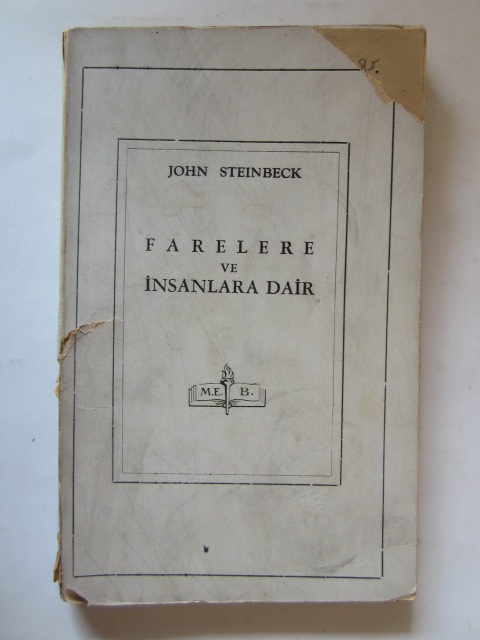 JOHN STEINBECK
FARELERE
VE
İNSANLARA DAİR
M.E. B.